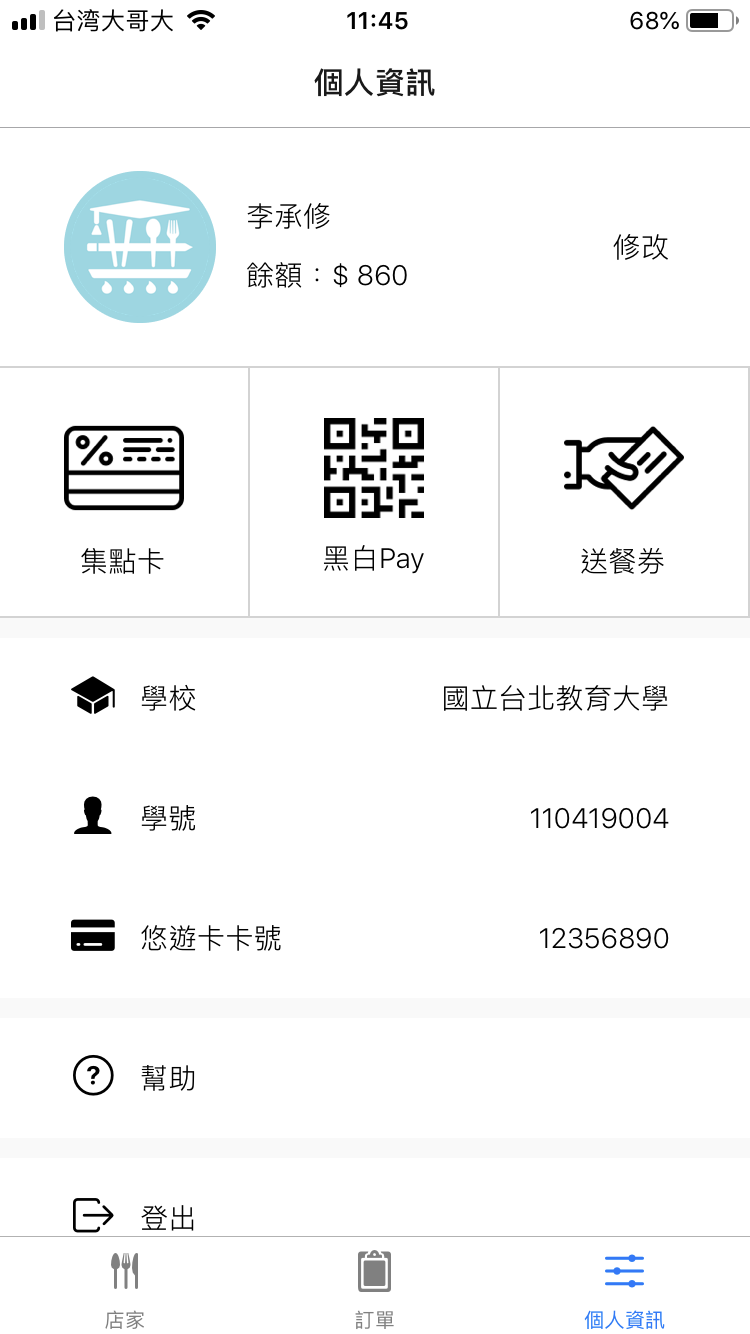 台湾大哥大 11:45 68%
個人資訊
李承修
餘額：$ 860
修改
集點卡
黑白Pay
送餐券
學校 國立台北教育大學
學號 110419004
悠遊卡卡號 12356890
幫助
登出
店家
訂單
個人資訊